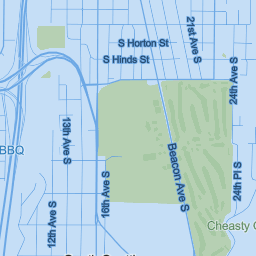 S Horton St
S Hinds St
21st Ave S
24th Ave S
13th Ave S
BBQ
16th Ave S
Beacon Ave S
24th Pl S
12th Ave S
Cheasty